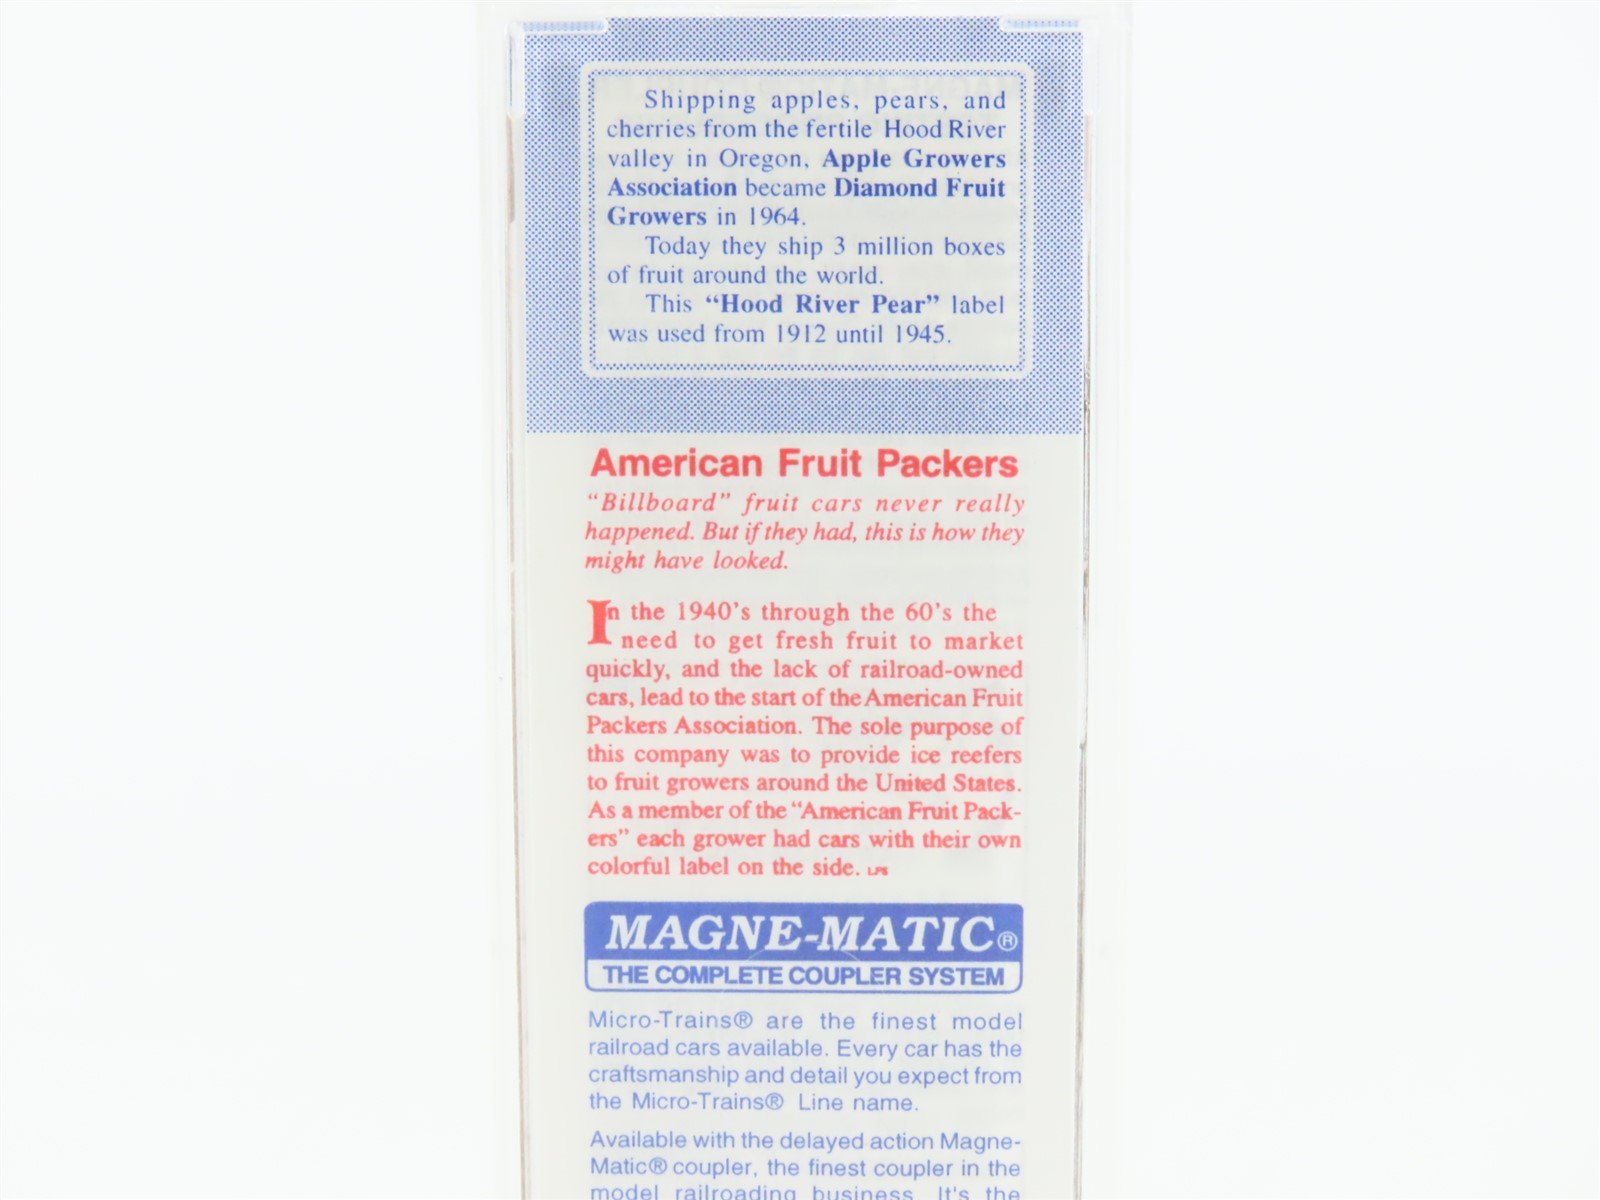 Shipping apples, pears, and
cherries from the fertile Hood River
valley in Oregon, Apple Growers
Association became Diamond Fruit
Growers in 1964.
Today they ship 3 million boxes
of fruit around the world.
This “Hood River Pear” label
was used from 1912 until 1945.
American Fruit Packers
“Billboard” fruit cars never really
happened. But if they had, this is how they
might have looked.
In the 1940's through the 60's the
need to get fresh fruit to market
quickly, and the lack of railroad-owned
cars, lead to the start of the American Fruit
Packers Association. The sole purpose of
this company was to provide ice reefers
to fruit growers around the United States.
As a member of the “American Fruit Pack-
ers” each grower had cars with their own
colorful label on the side. LPS
MAGNE-MATIC®
THE COMPLETE COUPLER SYSTEM
Micro-Trains® are the finest model
railroad cars available. Every car has the
craftsmanship and detail you expect from
the Micro-Trains® Line name.
Available with the delayed action Magne-
Matic® coupler, the finest coupler in the
model railroading business. It's the